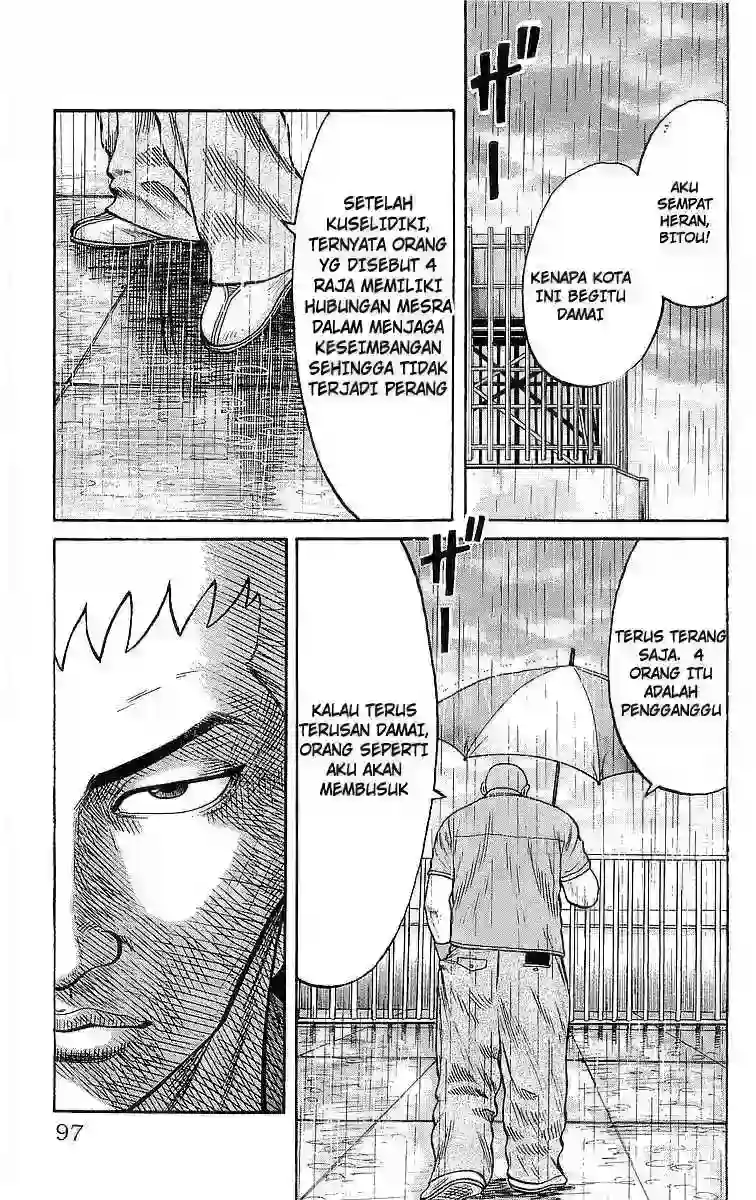 AKU
SEMPAT
HERAN,
BITOU!
KENAPA KOTA
INI BEGITU
DAMAI
SETELAH
KUSELIDIKI,
TERNYATA ORANG
YG DISEBUT 4
RAJA MEMILIKI
HUBUNGAN MESRA
DALAM MENJAGA
KESEIMBANGAN
SEHINGGA TIDAK
TERJADI PERANG
TERUS TERANG
SAJA. 4
ORANG ITU
ADALAH
PENGGANGGU
KALAU TERUS
TERUSAN DAMAI,
ORANG SEPERTI
AKU AKAN
MEMBUSUK
97